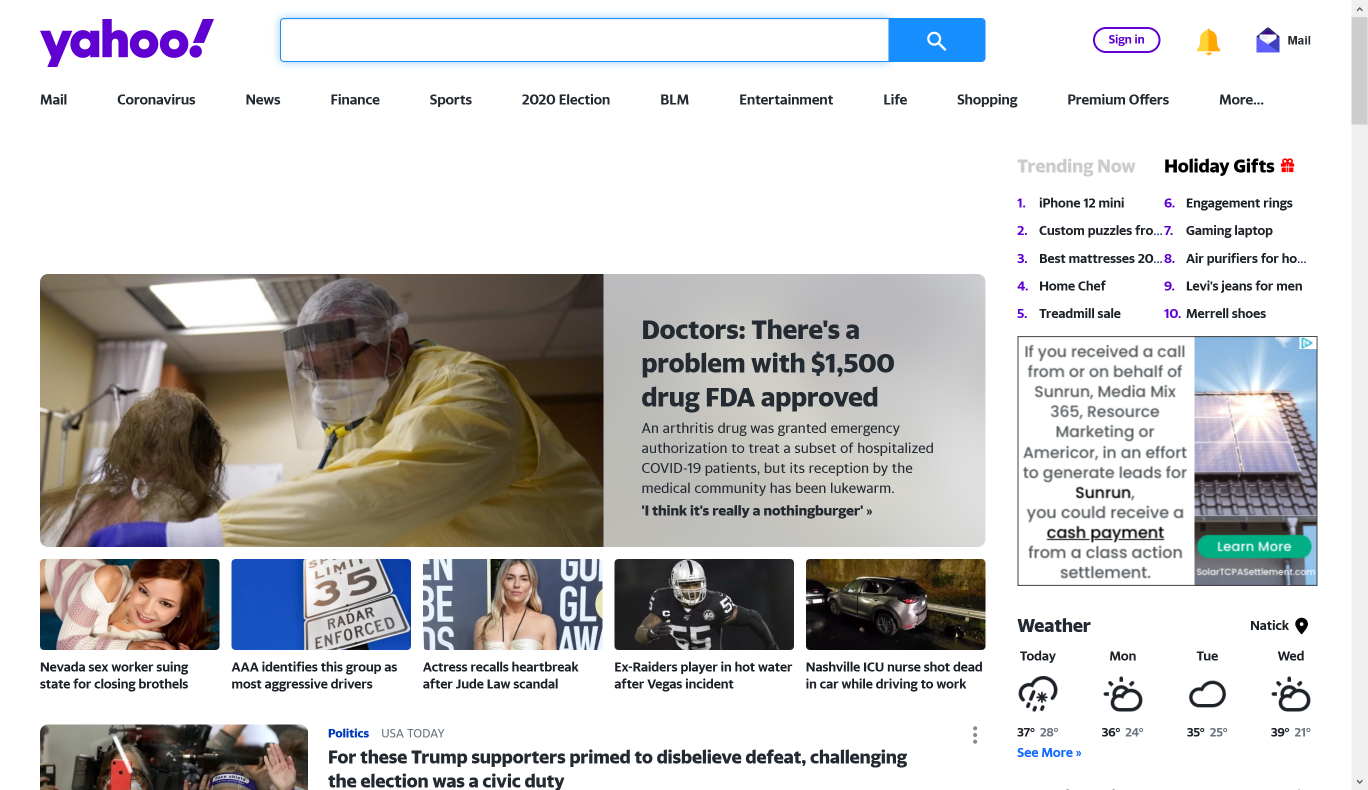 yahoo!
Sign in
Mail
Mail
Coronavirus
News
Finance
Sports
2020 Election
BLM
Entertainment
Life
Shopping
Premium Offers
More...
Trending Now
Holiday Gifts
1. iPhone 12 mini
2. Custom puzzles fro...
3. Best mattresses 20...
4. Home Chef
5. Treadmill sale
6. Engagement rings
7. Gaming laptop
8. Air purifiers for ho...
9. Levi's jeans for men
10. Merrell shoes
Doctors: There's a
problem with $1,500
drug FDA approved
An arthritis drug was granted emergency
authorization to treat a subset of hospitalized
COVID-19 patients, but its reception by the
medical community has been lukewarm.
'I think it's really a nothingburger' »
If you received a call
from or on behalf of
Sunrun, Media Mix
365, Resource
Marketing or
Americor, in an effort
to generate leads for
Sunrun,
you could receive a
cash payment
from a class action
settlement.
Learn More
SolarTCPASettlement.com
SPEED
LIMIT
35
RADAR
ENFORCED
EN
BE
DS
GOL
GLO
AWA
C
55
Nevada sex worker suing
state for closing brothels
AAA identifies this group as
most aggressive drivers
Actress recalls heartbreak
after Jude Law scandal
Ex-Raiders player in hot water
after Vegas incident
Nashville ICU nurse shot dead
in car while driving to work
Weather
Natick
Today
Mon
Tue
Wed
37° 28°
36° 24°
35° 25°
39° 21°
See More »
Politics
USA TODAY
For these Trump supporters primed to disbelieve defeat, challenging
the election was a civic duty